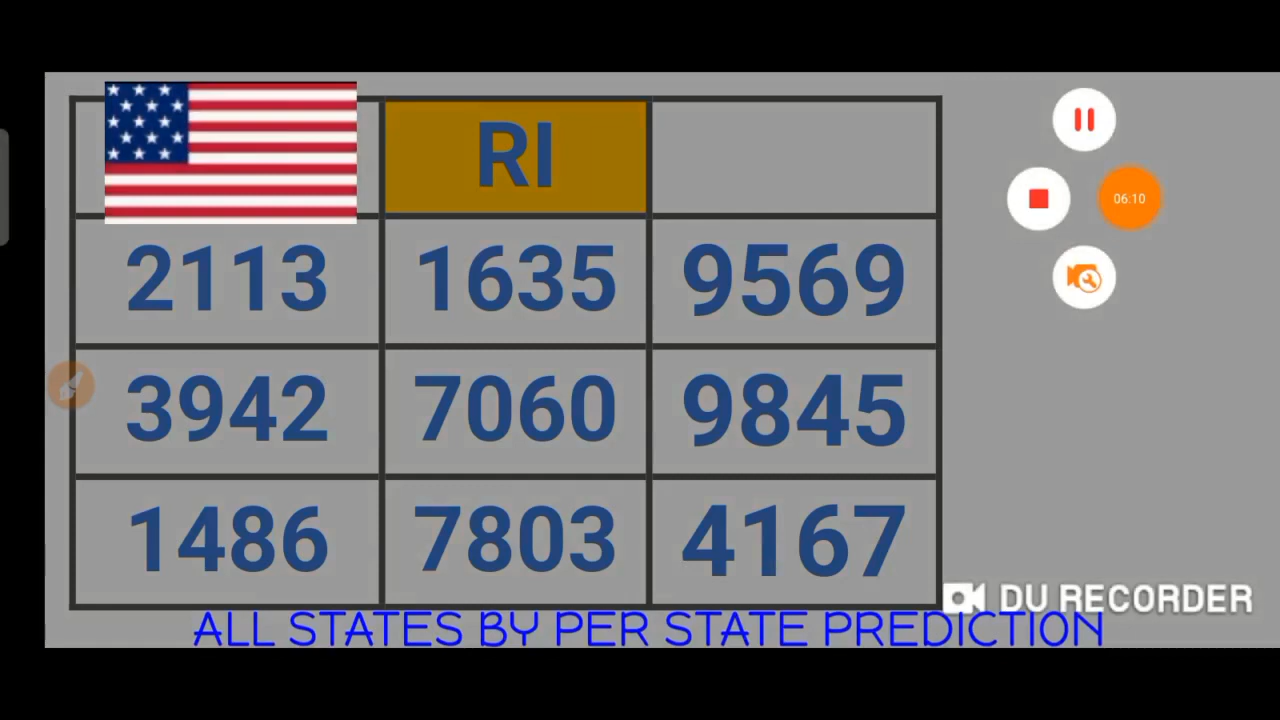 RI
2113 1635 9569
3942 7060 9845
1486 7803 4167
ALL STATES BY PER STATE PREDICTION
06:10
DU RECORDER